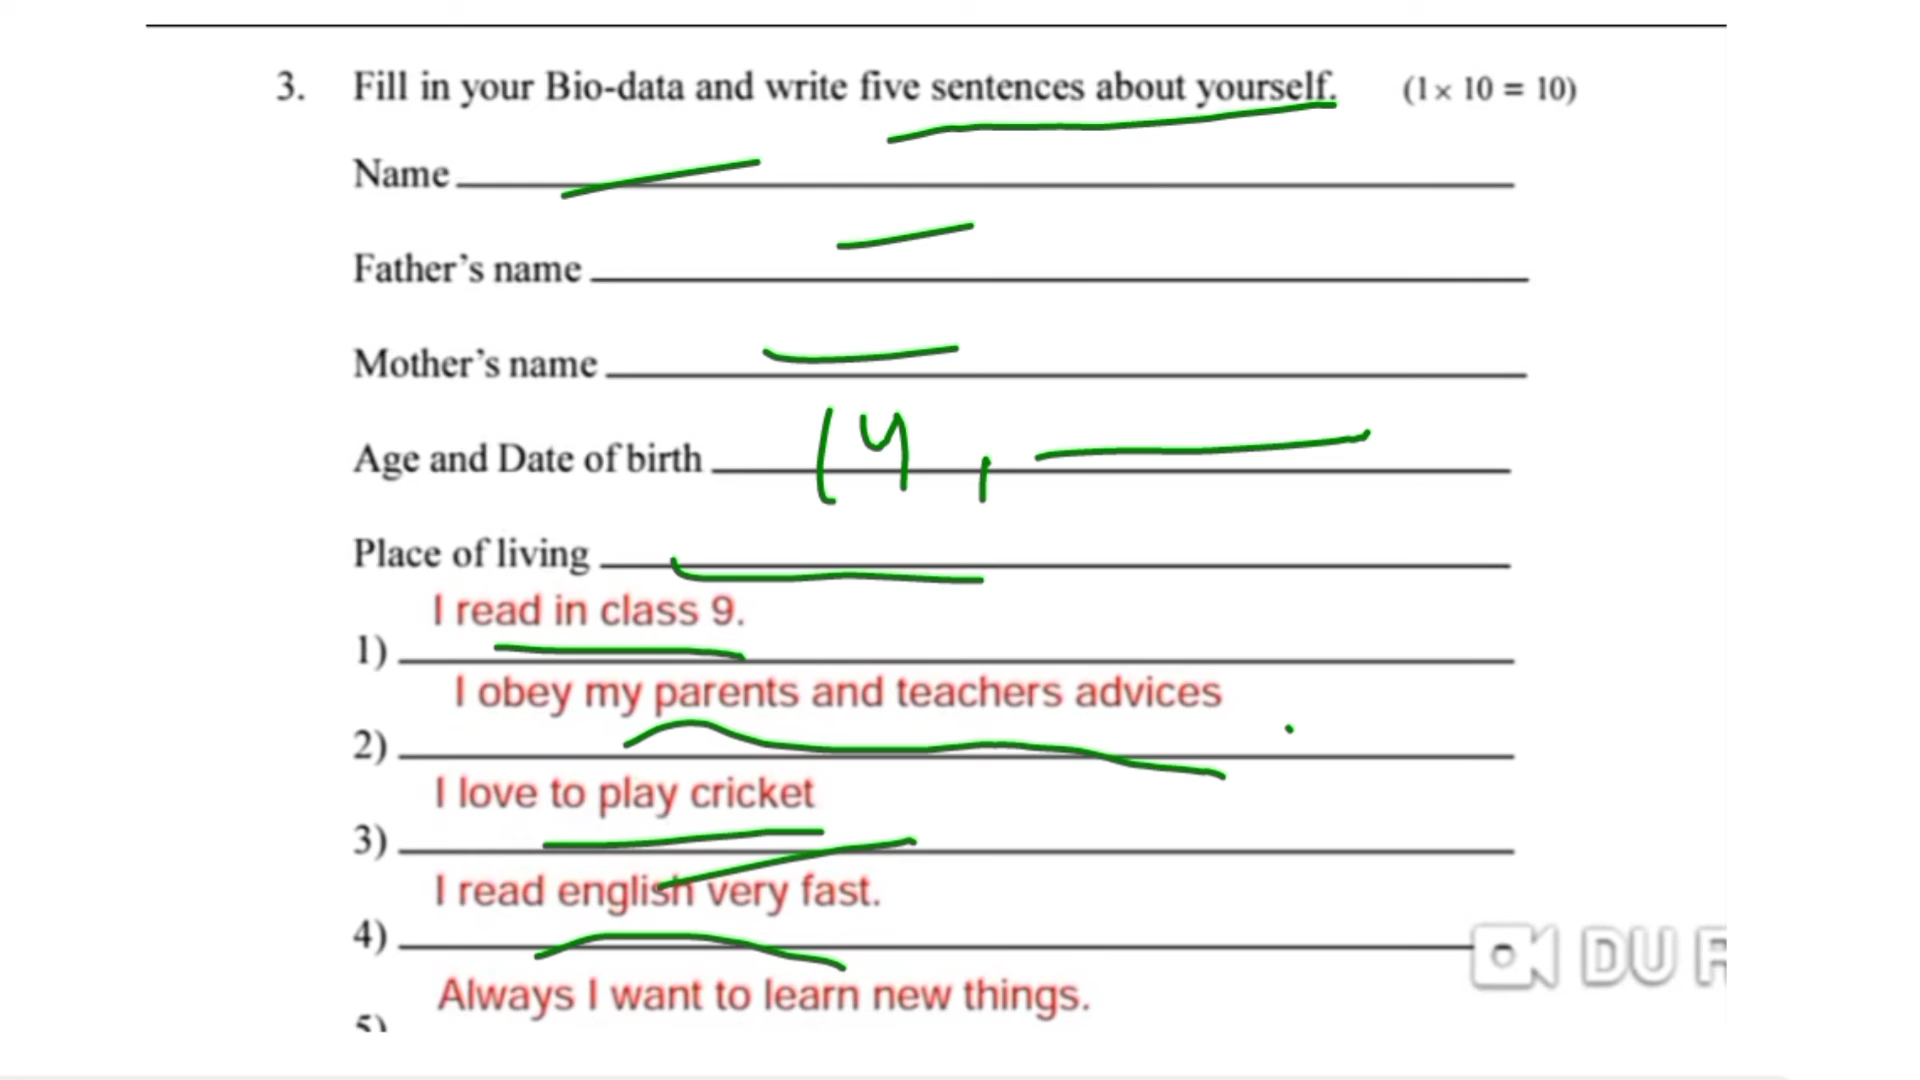 3. Fill in your Bio-data and write five sentences about yourself. (1× 10 = 10)
Name
Father's name
Mother's name
Age and Date of birth 14,
Place of living
I read in class 9.
1)
I obey my parents and teachers advices
2)
I love to play cricket
3)
I read english very fast.
4)
DU
Always I want to learn new things.
5)